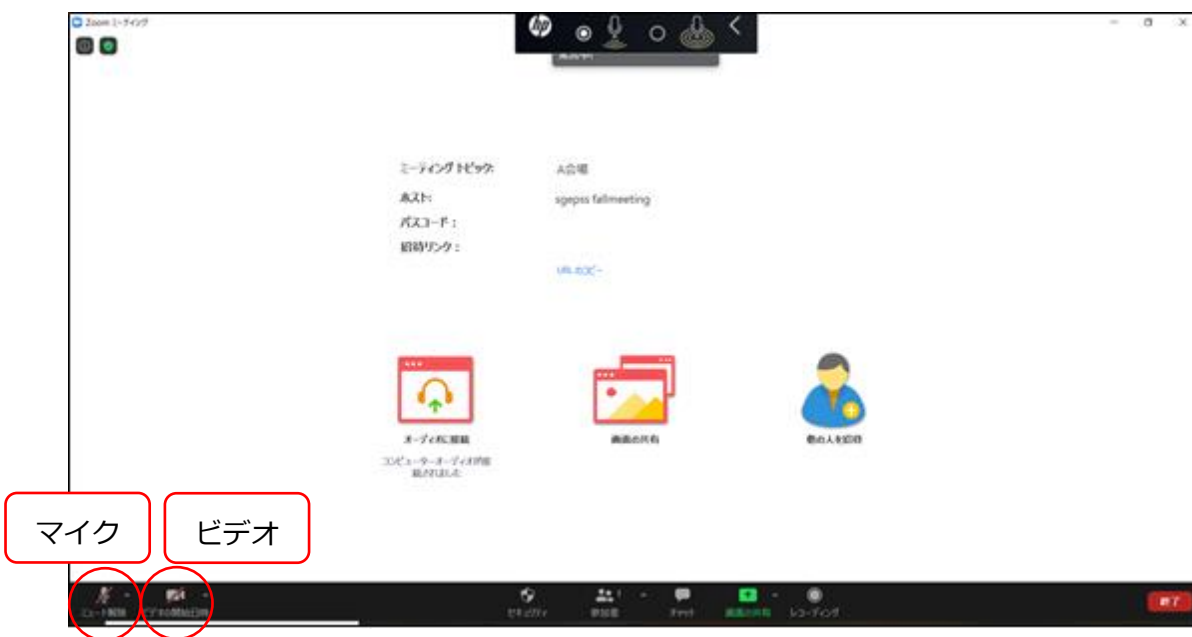 Zoom ミーティング
hp
ミーティング トピック: A会場
ホスト: sgepss fallmeeting
パスコード:
招待リンク:
URLのコピー
オーディオに接続
コンピューターオーディオが接
続されました
画面の共有
他の人を招待
マイク
ビデオ
ミュート解除
ビデオの開始日時
セキュリティ
参加者
1
チャット
画面の共有
レコーディング
終了